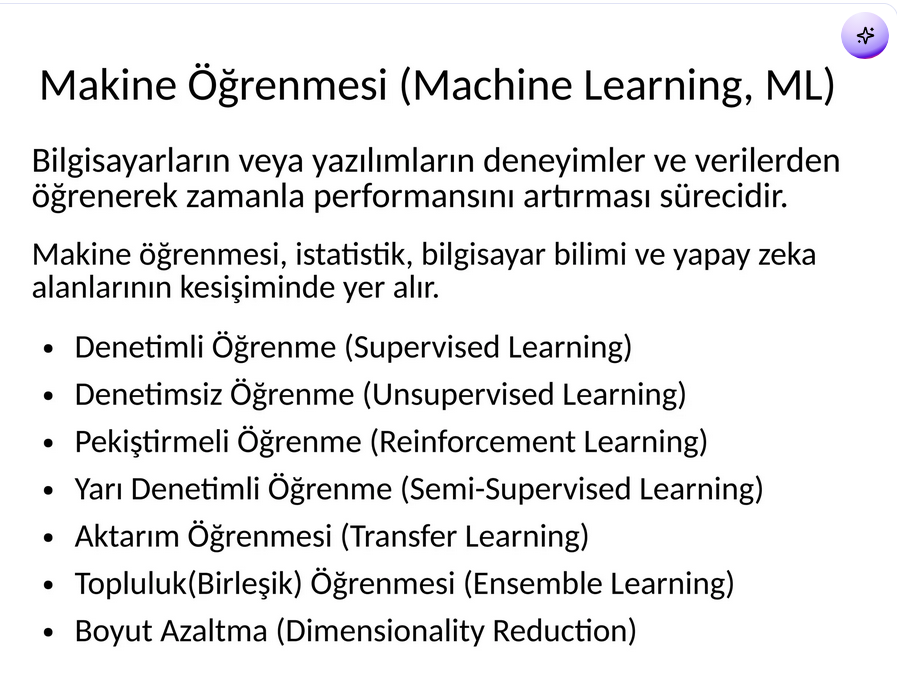 Makine Öğrenmesi (Machine Learning, ML)
Bilgisayarların veya yazılımların deneyimler ve verilerden
öğrenerek zamanla performansını artırması sürecidir.
Makine öğrenmesi, istatistik, bilgisayar bilimi ve yapay zeka
alanlarının kesişiminde yer alır.
• Denetimli Öğrenme (Supervised Learning)
• Denetimsiz Öğrenme (Unsupervised Learning)
• Pekiştirmeli Öğrenme (Reinforcement Learning)
• Yarı Denetimli Öğrenme (Semi-Supervised Learning)
• Aktarım Öğrenmesi (Transfer Learning)
• Topluluk(Birleşik) Öğrenmesi (Ensemble Learning)
• Boyut Azaltma (Dimensionality Reduction)